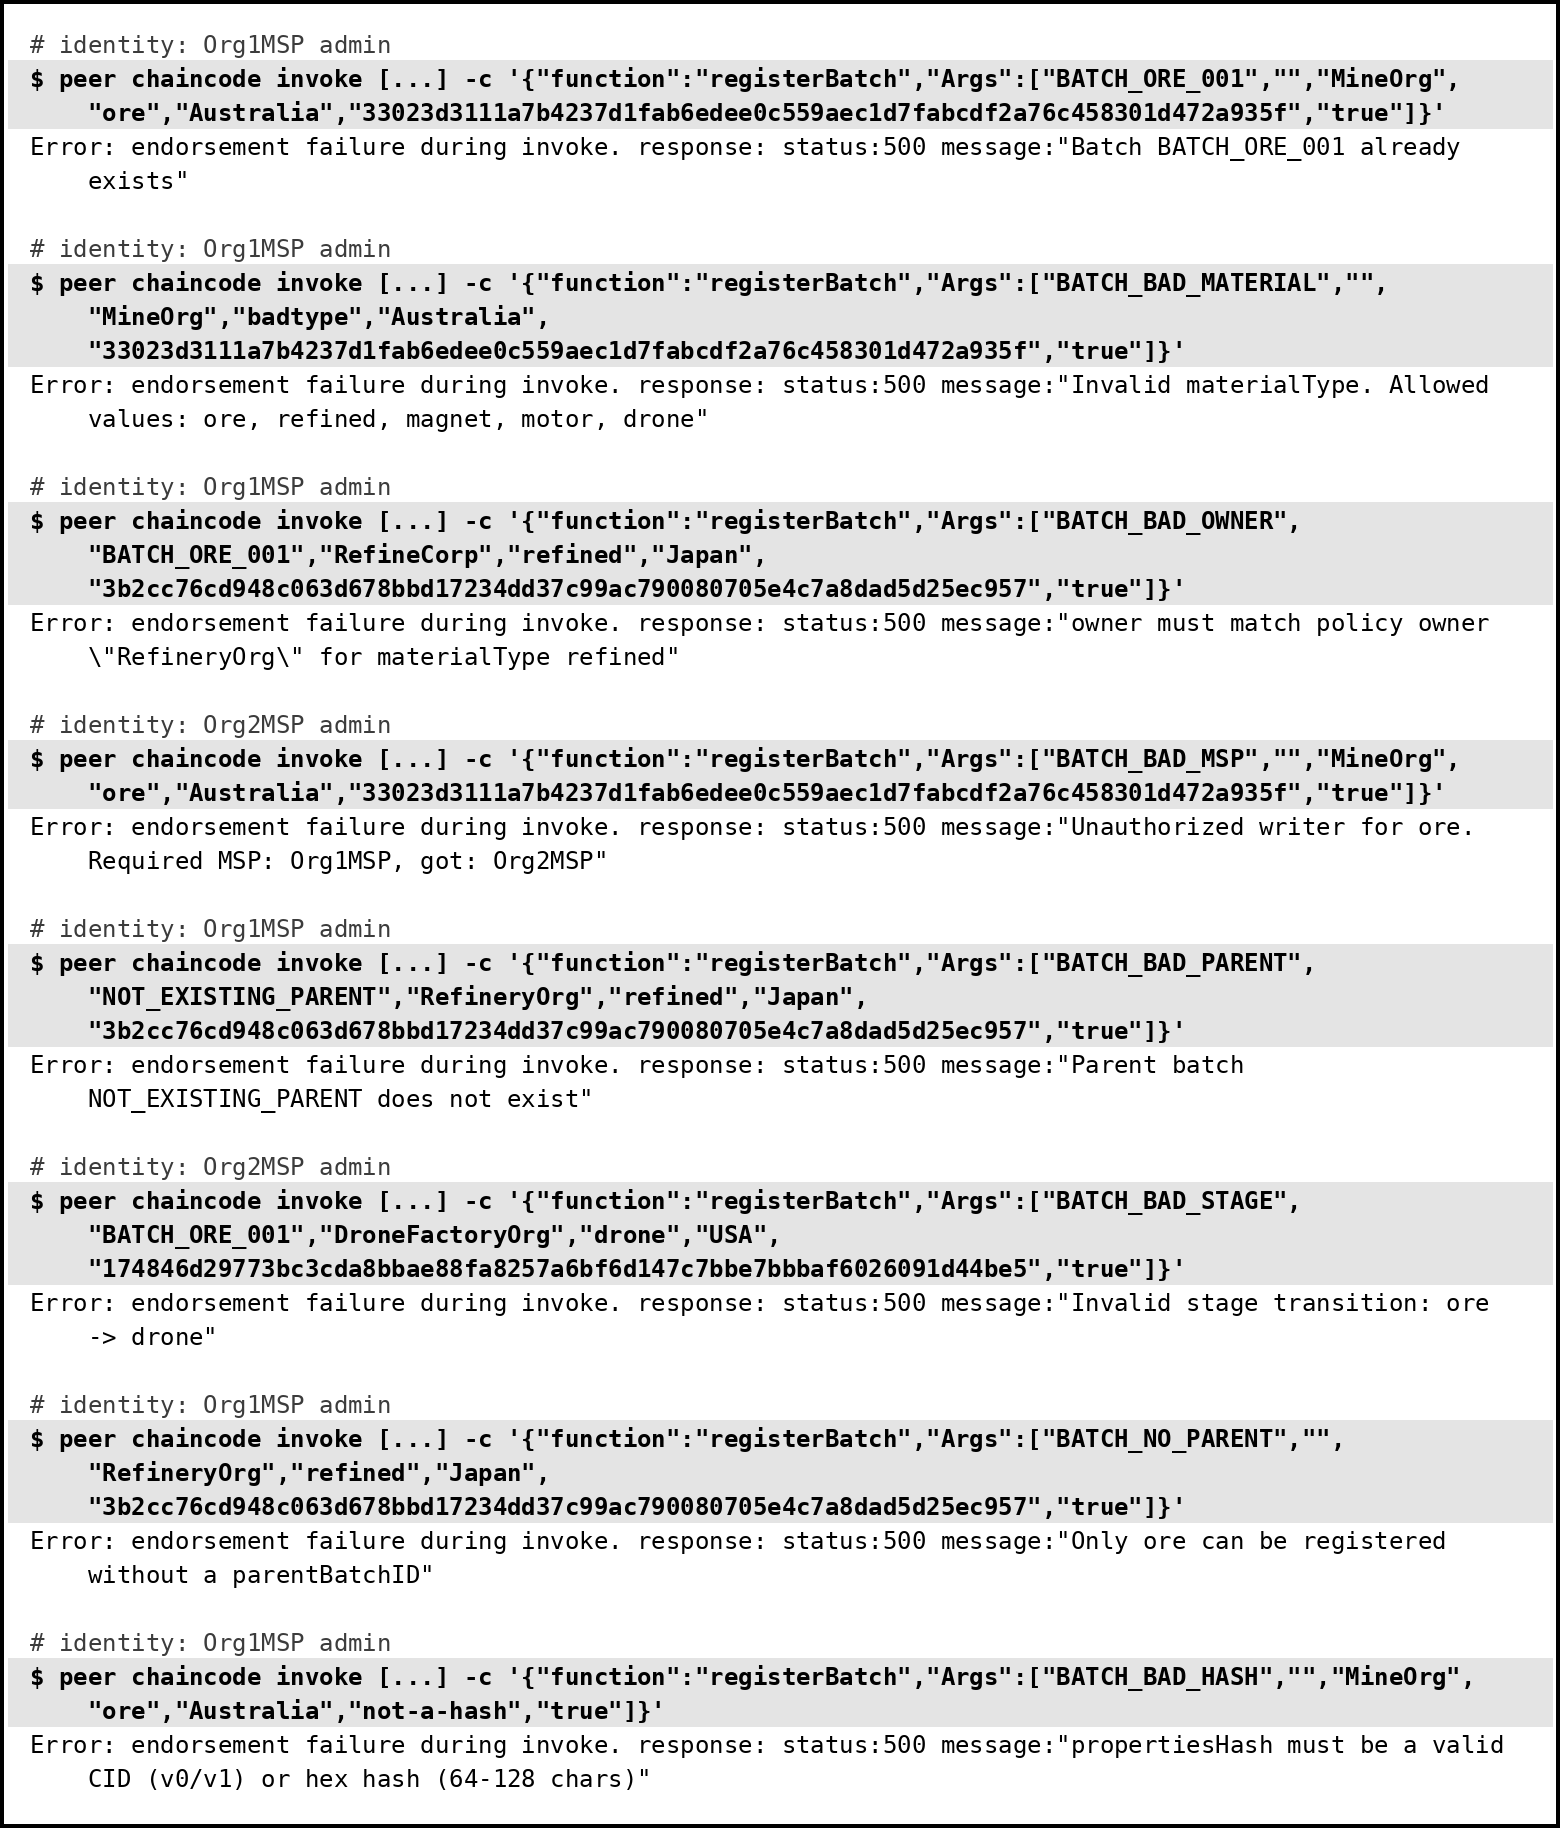 # identity: Org1MSP admin
$ peer chaincode invoke [...] -c '{"function":"registerBatch","Args":["BATCH_ORE_001","","MineOrg",
"ore","Australia","33023d3111a7b4237d1fab6edee0c559aec1d7fabcdf2a76c458301d472a935f","true"]}'
Error: endorsement failure during invoke. response: status:500 message:"Batch BATCH_ORE_001 already
exists"
# identity: Org1MSP admin
$ peer chaincode invoke [...] -c '{"function":"registerBatch","Args":["BATCH_BAD_MATERIAL","",
"MineOrg","badtype","Australia",
"33023d3111a7b4237d1fab6edee0c559aec1d7fabcdf2a76c458301d472a935f","true"]}'
Error: endorsement failure during invoke. response: status:500 message:"Invalid materialType. Allowed
values: ore, refined, magnet, motor, drone"
# identity: Org1MSP admin
$ peer chaincode invoke [...] -c '{"function":"registerBatch","Args":["BATCH_BAD_OWNER",
"BATCH_ORE_001","RefineCorp","refined","Japan",
"3b2cc76cd948c063d678bbd17234dd37c99ac790080705e4c7a8dad5d25ec957","true"]}'
Error: endorsement failure during invoke. response: status:500 message:"owner must match policy owner
\"RefineryOrg\" for materialType refined"
# identity: Org2MSP admin
$ peer chaincode invoke [...] -c '{"function":"registerBatch","Args":["BATCH_BAD_MSP","","MineOrg",
"ore","Australia","33023d3111a7b4237d1fab6edee0c559aec1d7fabcdf2a76c458301d472a935f","true"]}'
Error: endorsement failure during invoke. response: status:500 message:"Unauthorized writer for ore.
Required MSP: Org1MSP, got: Org2MSP"
# identity: Org1MSP admin
$ peer chaincode invoke [...] -c '{"function":"registerBatch","Args":["BATCH_BAD_PARENT",
"NOT_EXISTING_PARENT","RefineryOrg","refined","Japan",
"3b2cc76cd948c063d678bbd17234dd37c99ac790080705e4c7a8dad5d25ec957","true"]}'
Error: endorsement failure during invoke. response: status:500 message:"Parent batch
NOT_EXISTING_PARENT does not exist"
# identity: Org2MSP admin
$ peer chaincode invoke [...] -c '{"function":"registerBatch","Args":["BATCH_BAD_STAGE",
"BATCH_ORE_001","DroneFactoryOrg","drone","USA",
"174846d29773bc3cda8bbae88fa8257a6bf6d147c7bbe7bbbaf6026091d44be5","true"]}'
Error: endorsement failure during invoke. response: status:500 message:"Invalid stage transition: ore
-> drone"
# identity: Org1MSP admin
$ peer chaincode invoke [...] -c '{"function":"registerBatch","Args":["BATCH_NO_PARENT","",
"RefineryOrg","refined","Japan",
"3b2cc76cd948c063d678bbd17234dd37c99ac790080705e4c7a8dad5d25ec957","true"]}'
Error: endorsement failure during invoke. response: status:500 message:"Only ore can be registered
without a parentBatchID"
# identity: Org1MSP admin
$ peer chaincode invoke [...] -c '{"function":"registerBatch","Args":["BATCH_BAD_HASH","","MineOrg",
"ore","Australia","not-a-hash","true"]}'
Error: endorsement failure during invoke. response: status:500 message:"propertiesHash must be a valid
CID (v0/v1) or hex hash (64-128 chars)"